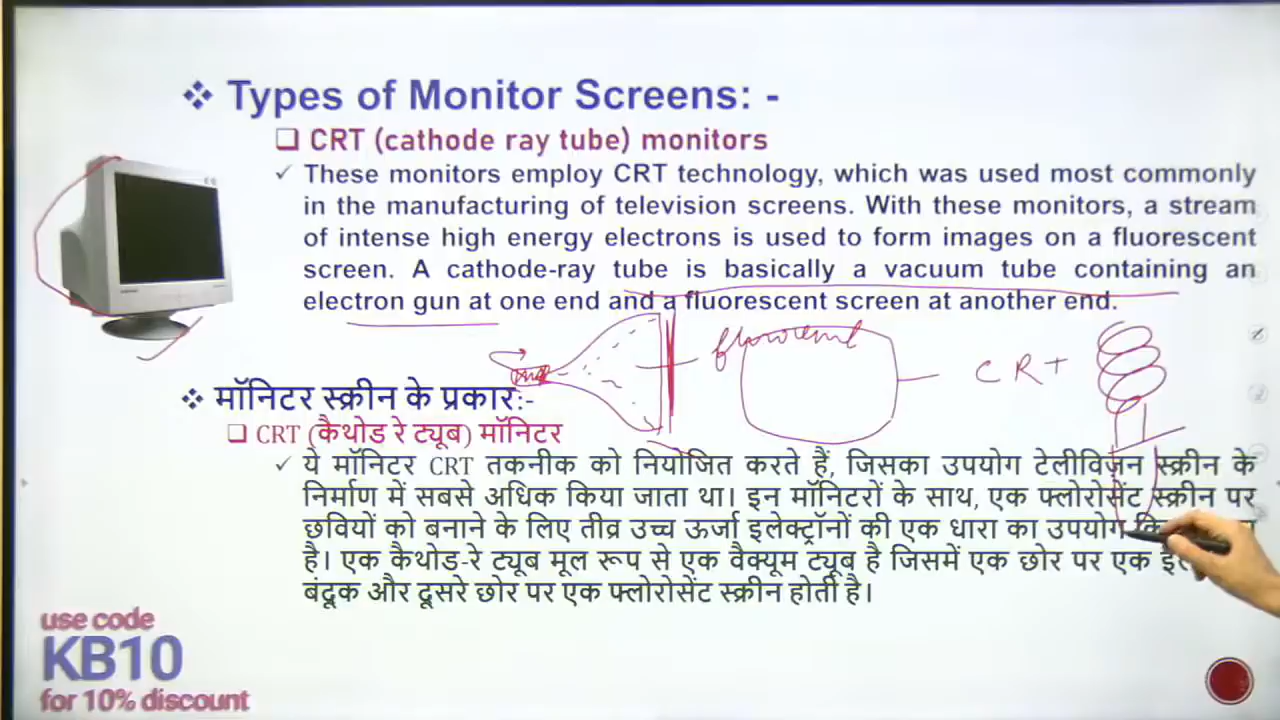 ❖ Types of Monitor Screens: -
❑ CRT (cathode ray tube) monitors
✓ These monitors employ CRT technology, which was used most commonly
in the manufacturing of television screens. With these monitors, a stream
of intense high energy electrons is used to form images on a fluorescent
screen. A cathode-ray tube is basically a vacuum tube containing an
electron gun at one end and a fluorescent screen at another end.
CRT
❖ मॉनिटर स्क्रीन के प्रकार:-
❑ CRT (कैथोड रे ट्यूब) मॉनिटर
✓ ये मॉनिटर CRT तकनीक को नियोजित करते हैं, जिसका उपयोग टेलीविज़न स्क्रीन के
निर्माण में सबसे अधिक किया जाता था। इन मॉनिटरों के साथ, एक फ्लोरोसेंट स्क्रीन पर
छवियों को बनाने के लिए तीव्र उच्च ऊर्जा इलेक्ट्रॉनों की एक धारा का उपयोग
है। एक कैथोड-रे ट्यूब मूल रूप से एक वैक्यूम ट्यूब है जिसमें एक छोर पर एक
बंदूक और दूसरे छोर पर एक फ्लोरोसेंट स्क्रीन होती है।
use code
KB10
for 10% discount